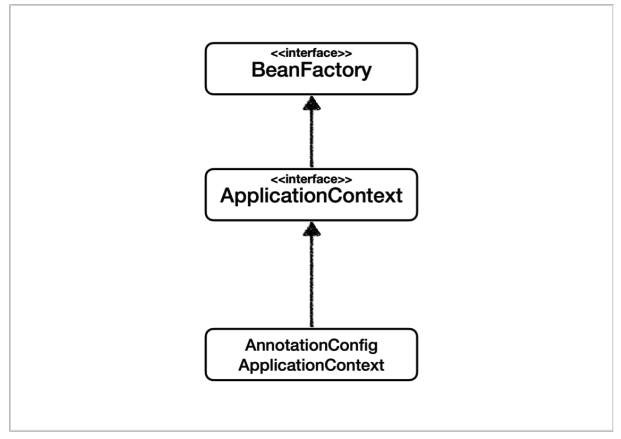 <<interface>>
BeanFactory
<<interface>>
ApplicationContext
AnnotationConfig
ApplicationContext